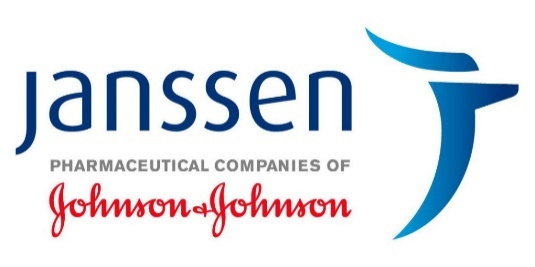 janssen
PHARMACEUTICAL COMPANIES OF
Johnson & Johnson